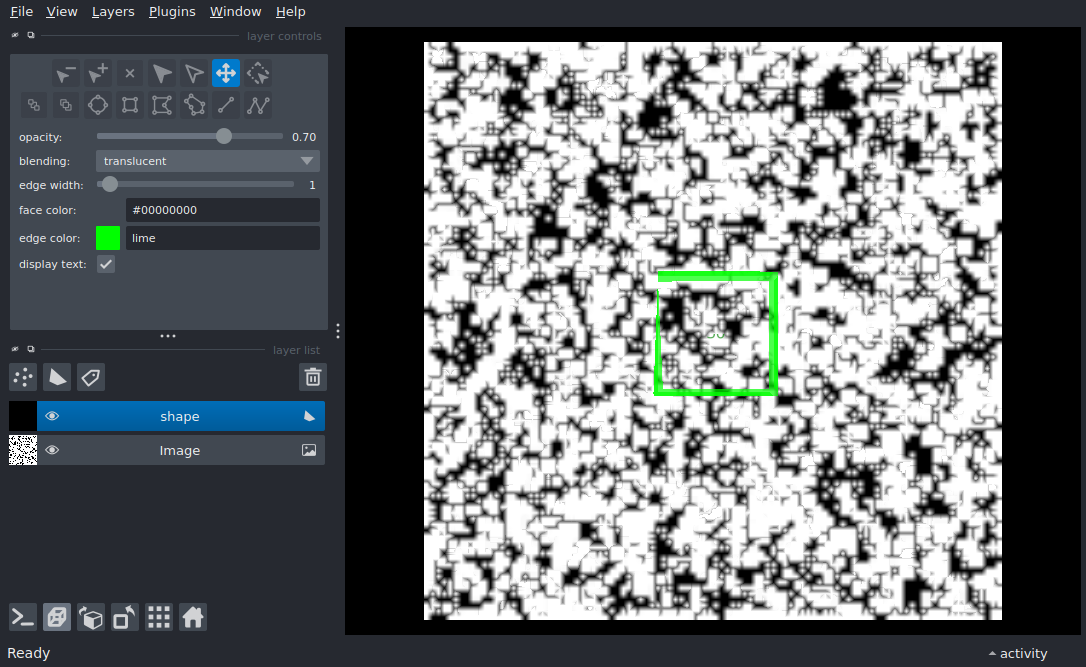 File View Layers Plugins Window Help
layer controls
opacity: 0.70
blending: translucent
edge width: 1
face color: #00000000
edge color: lime
display text:
layer list
shape
Image
Ready
activity